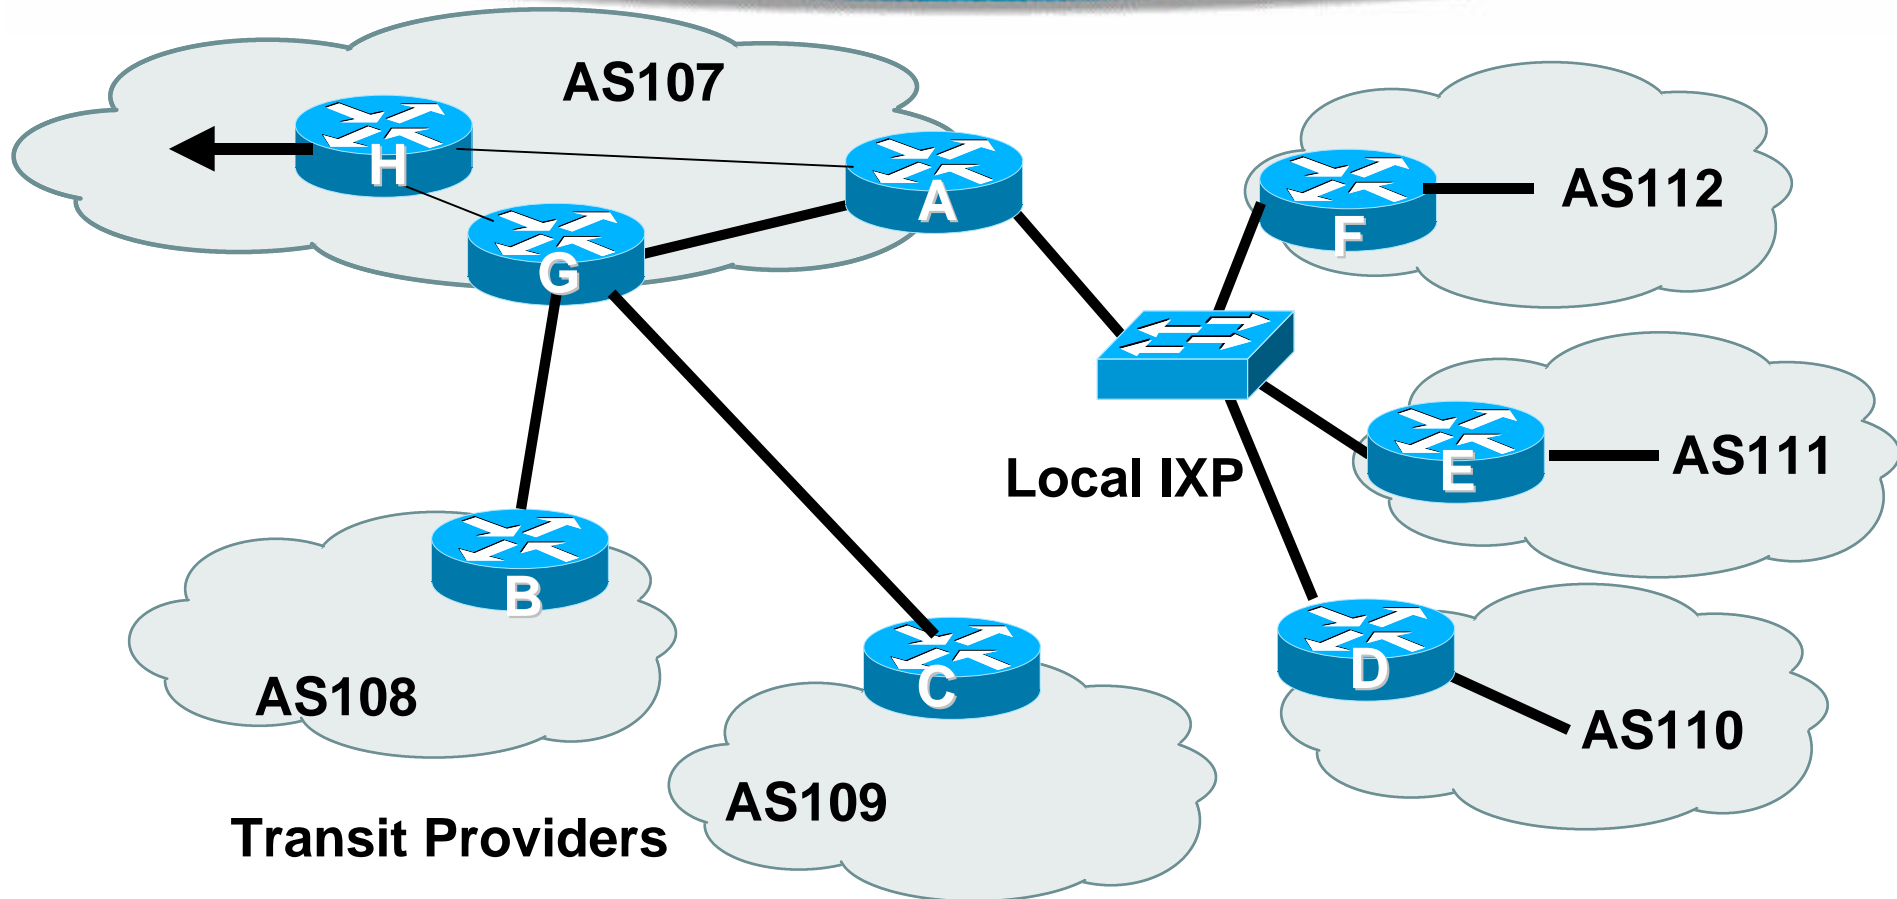 AS107
H
A
G
F
AS112
E
AS111
Local IXP
B
AS108
C
AS109
D
AS110
Transit Providers